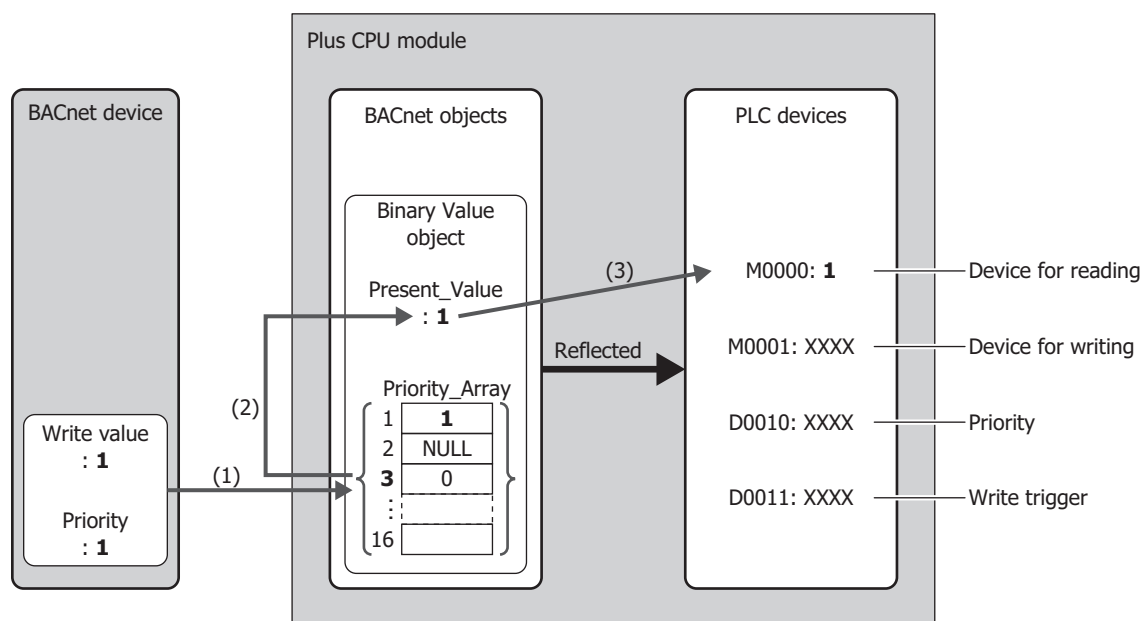 Plus CPU module
BACnet device
BACnet objects
PLC devices
Binary Value
object
(3)
M0000: 1
Device for reading
Present_Value
: 1
M0001: XXXX
Device for writing
Reflected
Priority_Array
(2)
1 1
2 NULL
3 0
16
D0010: XXXX
Priority
Write value
: 1
(1)
D0011: XXXX
Write trigger
Priority
: 1